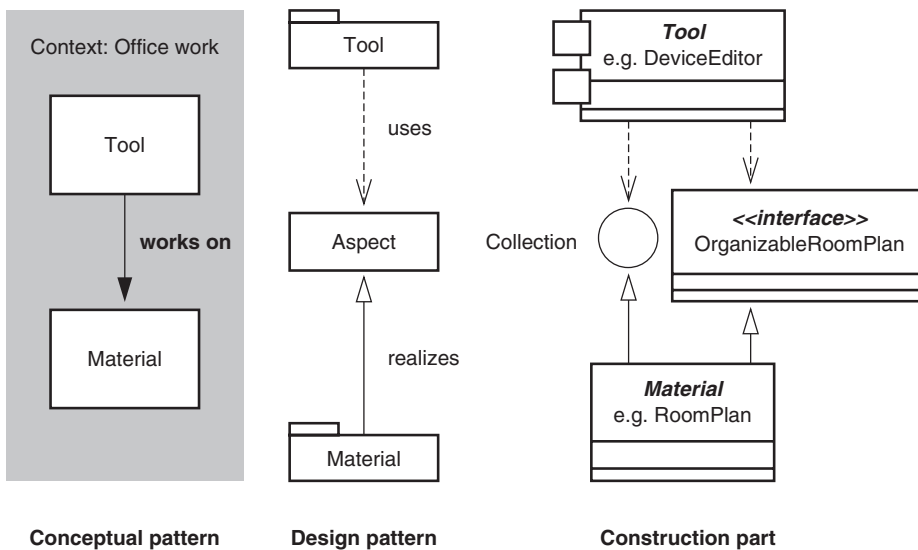 Context: Office work
Tool
works on
Material
Tool
uses
Aspect
realizes
Material
Tool
e.g. DeviceEditor
Collection
<<interface>>
OrganizableRoomPlan
Material
e.g. RoomPlan
Conceptual pattern
Design pattern
Construction part